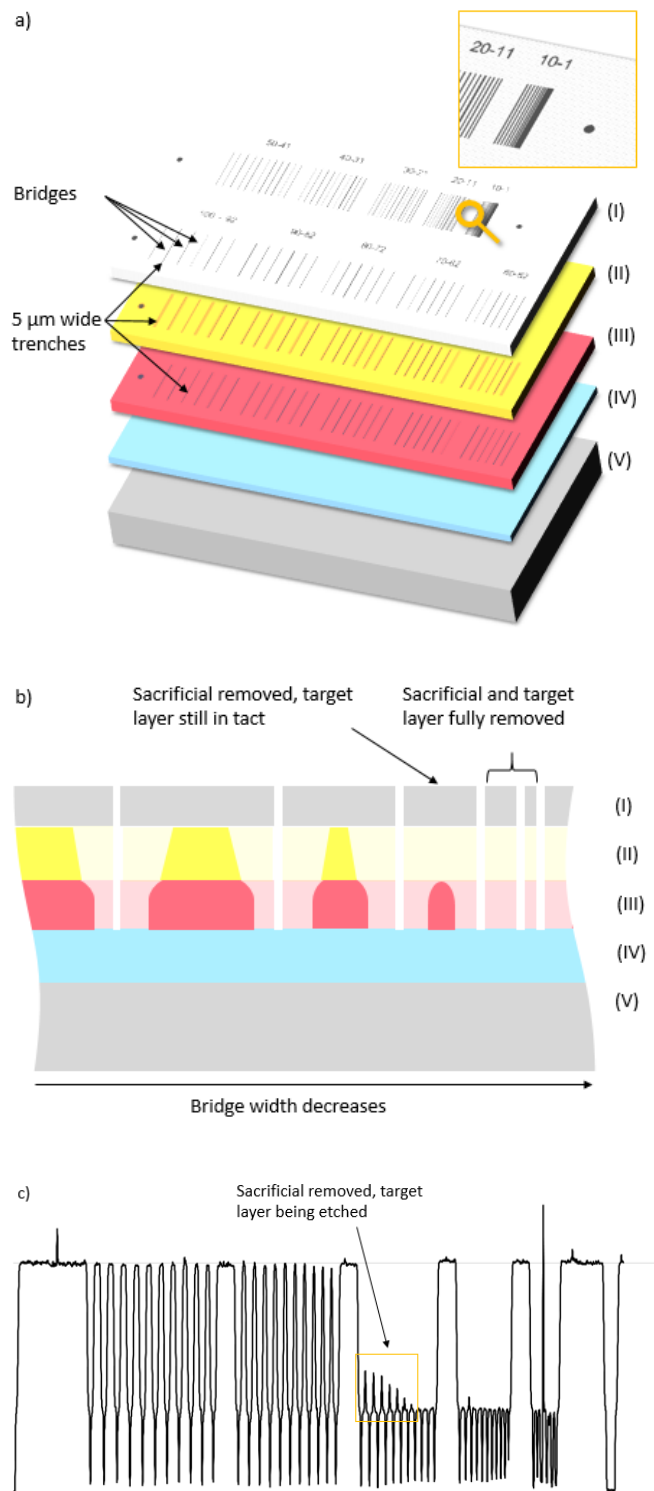 a)
20-11 10-1
50-41
40-31
30-21
20-11
10-1
Bridges
100 - 92
90-82
80-72
70-62
60-52
(I)
(II)
5 µm wide
trenches
(III)
(IV)
(V)
b)
Sacrificial removed, target
layer still in tact
Sacrificial and target
layer fully removed
(I)
(II)
(III)
(IV)
(V)
Bridge width decreases
c)
Sacrificial removed, target
layer being etched